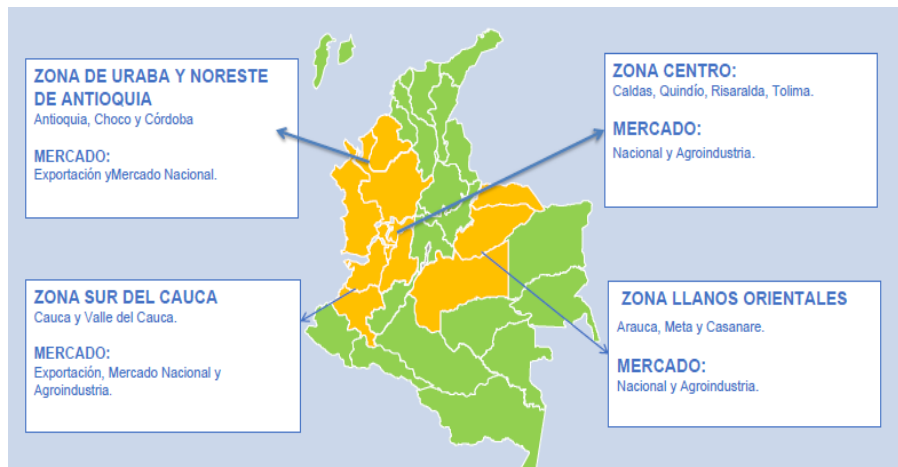 ZONA DE URABA Y NORESTE
DE ANTIOQUIA
Antioquia, Choco y Córdoba
MERCADO:
Exportación yMercado Nacional.
ZONA CENTRO:
Caldas, Quindío, Risaralda, Tolima.
MERCADO:
Nacional y Agroindustria.
ZONA SUR DEL CAUCA
Cauca y Valle del Cauca.
MERCADO:
Exportación, Mercado Nacional y
Agroindustria.
ZONA LLANOS ORIENTALES
Arauca, Meta y Casanare.
MERCADO:
Nacional y Agroindustria.